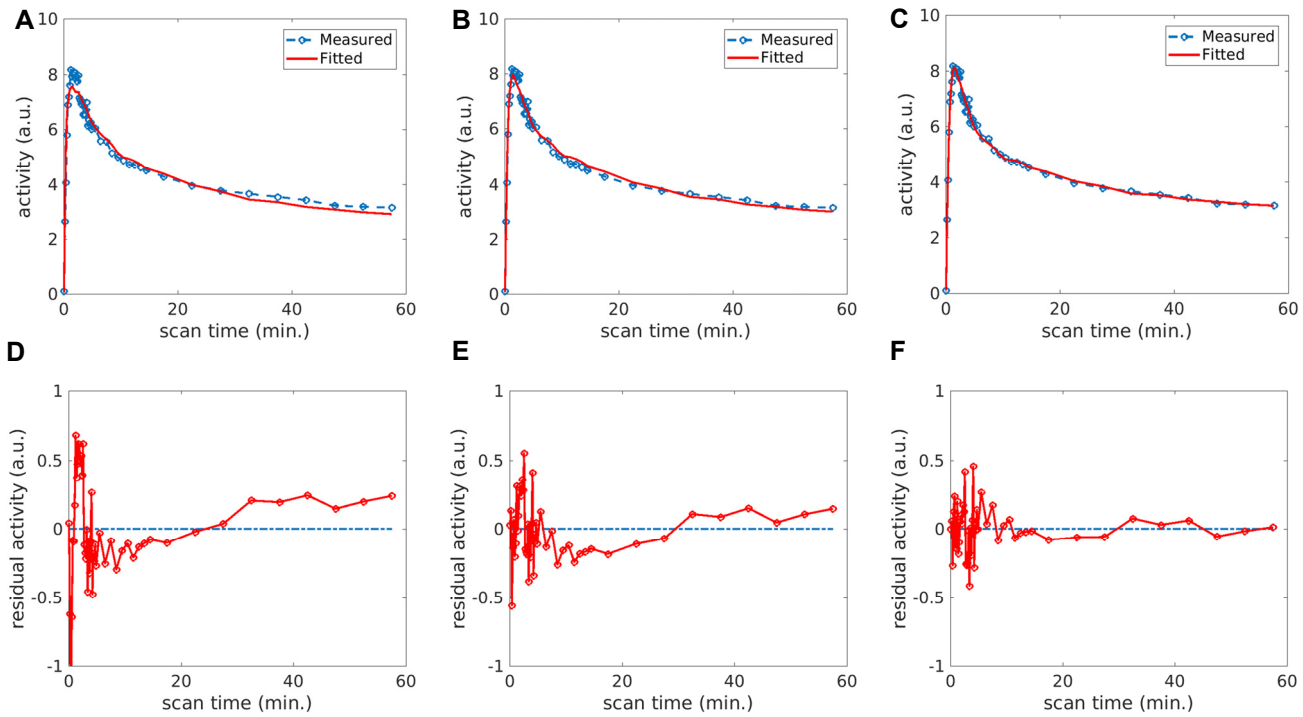 A
activity (a.u.)
10
8
6
4
2
0
Measured
Fitted
0
20
40
60
scan time (min.)
B
activity (a.u.)
10
8
6
4
2
0
Measured
Fitted
0
20
40
60
scan time (min.)
C
activity (a.u.)
10
8
6
4
2
0
Measured
Fitted
0
20
40
60
scan time (min.)
D
residual activity (a.u.)
1
0.5
0
-0.5
-1
0
20
40
60
scan time (min.)
E
residual activity (a.u.)
1
0.5
0
-0.5
-1
0
20
40
60
scan time (min.)
F
residual activity (a.u.)
1
0.5
0
-0.5
-1
0
20
40
60
scan time (min.)